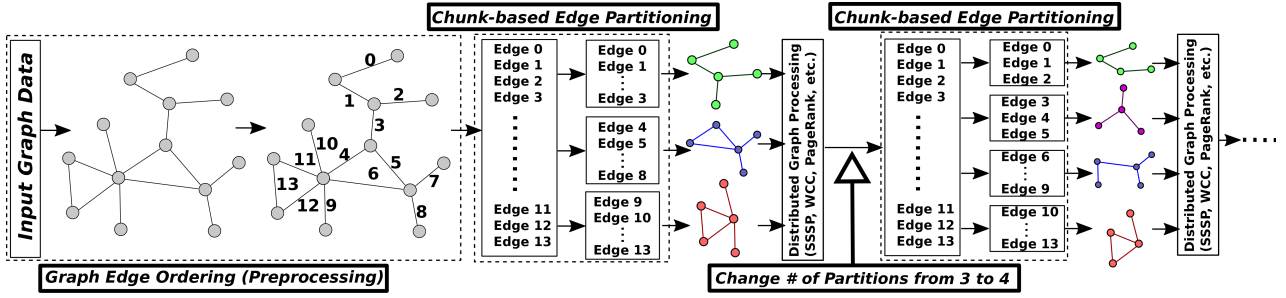 Chunk-based Edge Partitioning
Chunk-based Edge Partitioning
Input Graph Data
0
1
2
3
10
11
4
5
6
7
13
12
9
8
Graph Edge Ordering (Preprocessing)
Edge 0
Edge 1
Edge 2
Edge 3
Edge 11
Edge 12
Edge 13
Edge 0
Edge 1
Edge 3
Edge 4
Edge 5
Edge 8
Edge 9
Edge 10
Edge 13
Distributed Graph Processing
(SSSP, WCC, PageRank, etc.)
Change # of Partitions from 3 to 4
Edge 0
Edge 1
Edge 2
Edge 3
Edge 11
Edge 12
Edge 13
Edge 0
Edge 1
Edge 2
Edge 3
Edge 4
Edge 5
Edge 6
Edge 9
Edge 10
Edge 13
Distributed Graph Processing
(SSSP, WCC, PageRank, etc.)